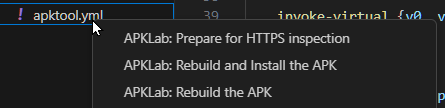 ! apktool.yml
39
invoke-virtual {v0, v
APKLab: Prepare for HTTPS inspection
APKLab: Rebuild and Install the APK
APKLab: Rebuild the APK